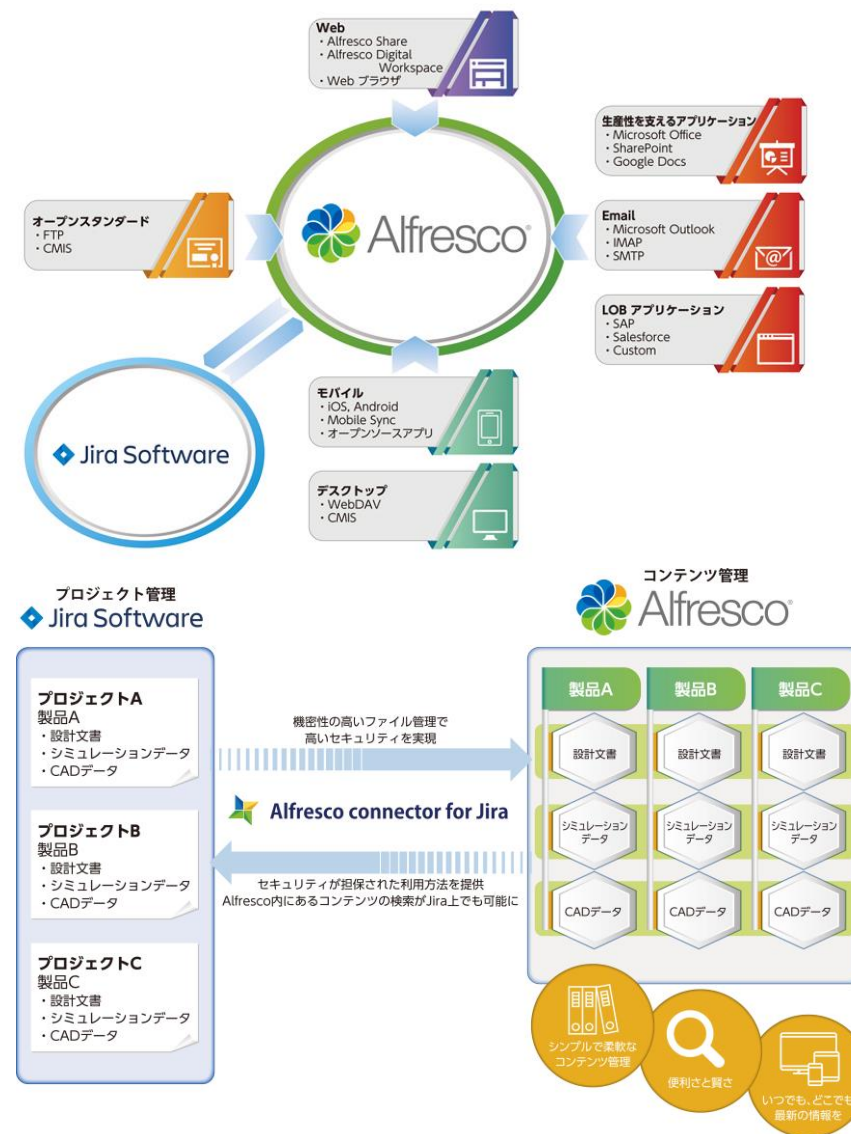 Web
・Alfresco Share
・Alfresco Digital
Workspace
・Web ブラウザ
生産性を支えるアプリケーション
・Microsoft Office
・SharePoint
・Google Docs
オープンスタンダード
・FTP
・CMIS
Alfresco®
Email
・Microsoft Outlook
・IMAP
・SMTP
@
LOB アプリケーション
・SAP
・Salesforce
・Custom
モバイル
・iOS, Android
・Mobile Sync
・オープンソースアプリ
Jira Software
デスクトップ
・WebDAV
・CMIS
プロジェクト管理
Jira Software
コンテンツ管理
Alfresco®
プロジェクトA
製品A
・設計文書
・シミュレーションデータ
・CADデータ
プロジェクトB
製品B
・設計文書
・シミュレーションデータ
・CADデータ
プロジェクトC
製品C
・設計文書
・シミュレーションデータ
・CADデータ
機密性の高いファイル管理で
高いセキュリティを実現
Alfresco connector for Jira
セキュリティが担保された利用方法を提供
Alfresco内にあるコンテンツの検索がJira上でも可能に
製品A 製品B 製品C
設計文書 設計文書 設計文書
シミュレーション シミュレーション シミュレーション
データ データ データ
CADデータ CADデータ CADデータ
シンプルで柔軟な
コンテンツ管理
便利さと賢さ
いつでも、どこでも
最新の情報を